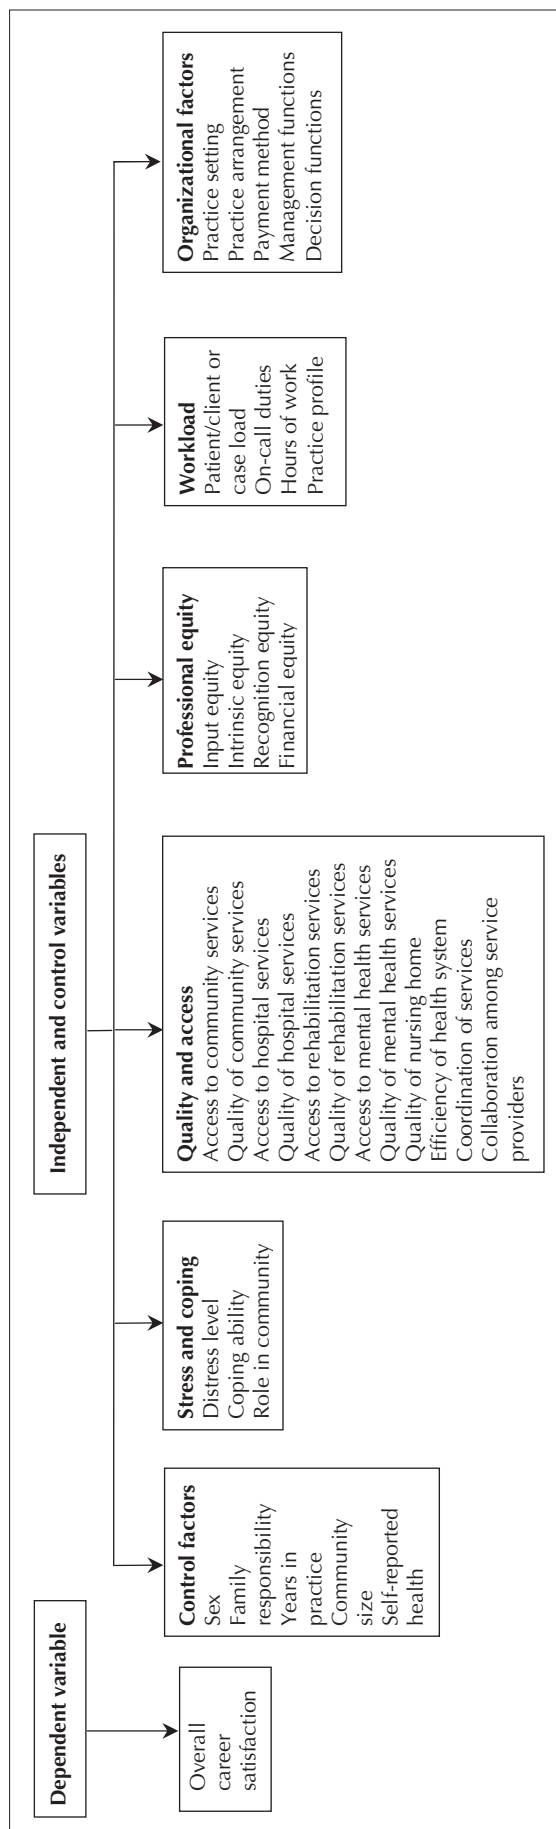 Dependent variable
Overall
career
satisfaction
Independent and control variables
Control factors
Sex
Family
responsibility
Years in
practice
Community
size
Self-reported
health
Stress and coping
Distress level
Coping ability
Role in community
Quality and access
Access to community services
Quality of community services
Access to hospital services
Quality of hospital services
Access to rehabilitation services
Quality of rehabilitation services
Access to mental health services
Quality of mental health services
Quality of nursing home
Efficiency of health system
Coordination of services
Collaboration among service
providers
Professional equity
Input equity
Intrinsic equity
Recognition equity
Financial equity
Workload
Patient/client or
case load
On-call duties
Hours of work
Practice profile
Organizational factors
Practice setting
Practice arrangement
Payment method
Management functions
Decision functions